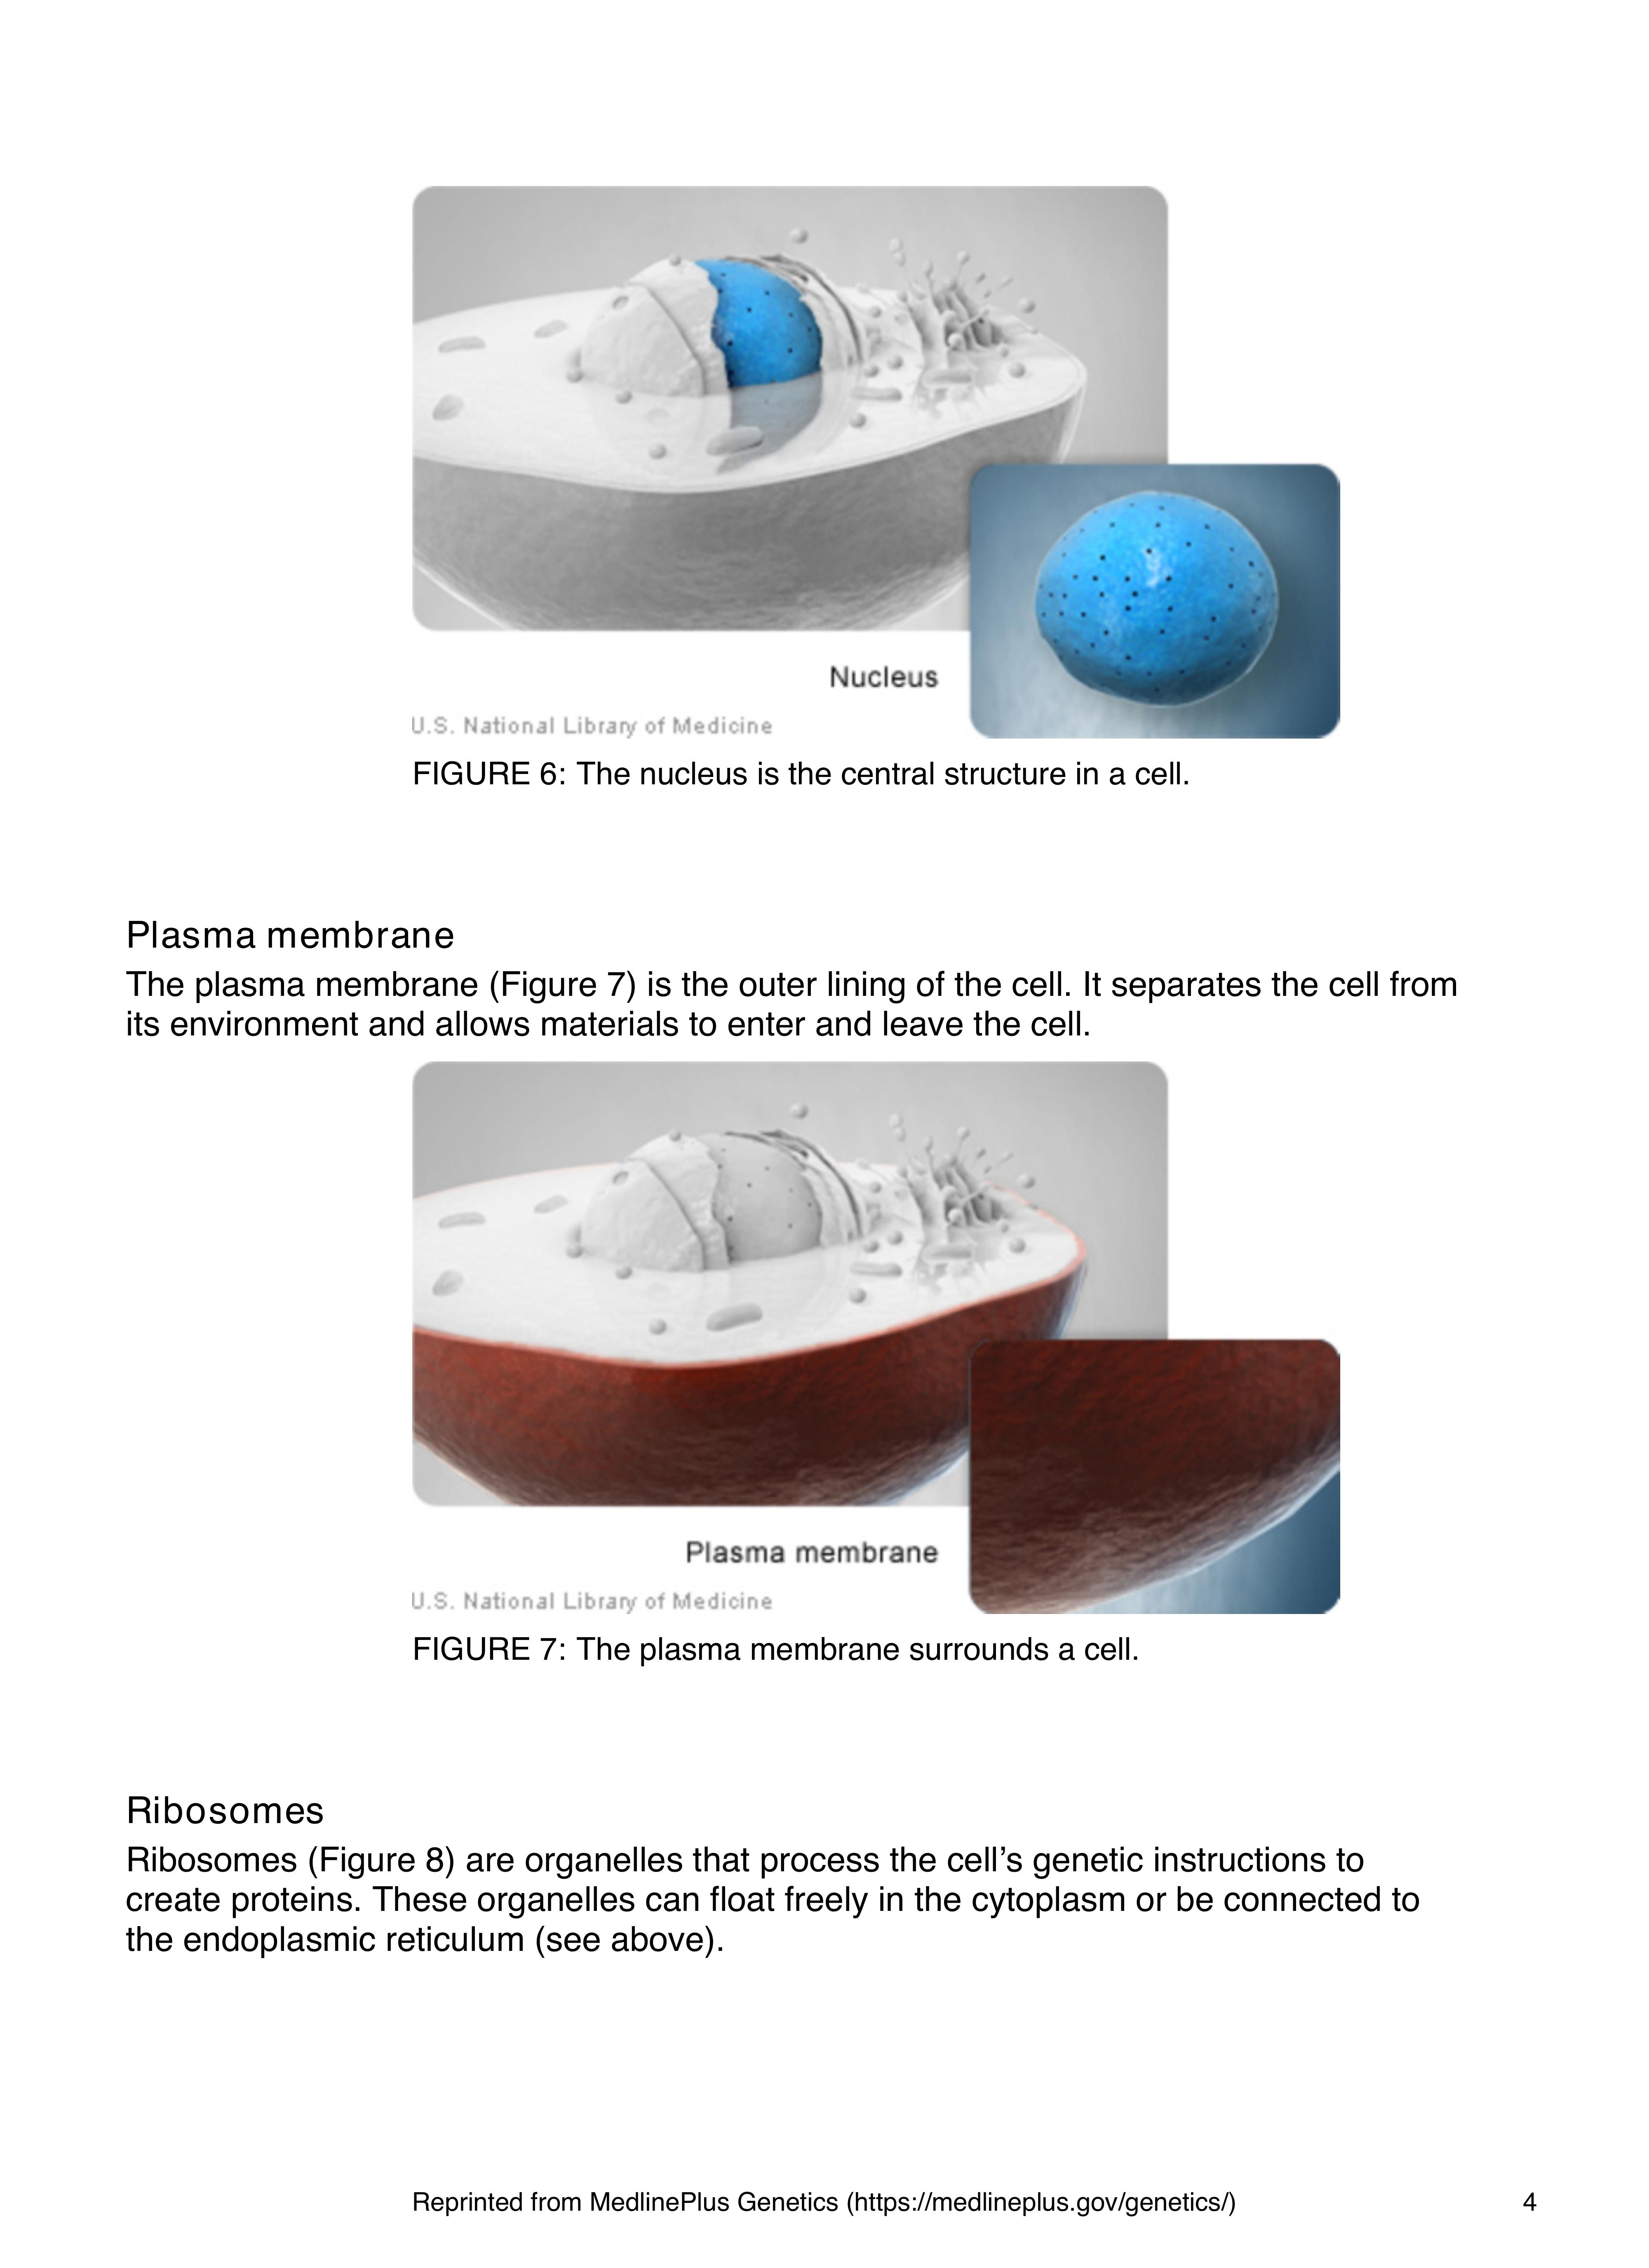 Nucleus
U.S. National Library of Medicine
FIGURE 6: The nucleus is the central structure in a cell.
Plasma membrane
The plasma membrane (Figure 7) is the outer lining of the cell. It separates the cell from
its environment and allows materials to enter and leave the cell.
Plasma membrane
U.S. National Library of Medicine
FIGURE 7: The plasma membrane surrounds a cell.
Ribosomes
Ribosomes (Figure 8) are organelles that process the cell’s genetic instructions to
create proteins. These organelles can float freely in the cytoplasm or be connected to
the endoplasmic reticulum (see above).
Reprinted from MedlinePlus Genetics (https://medlineplus.gov/genetics/) 4